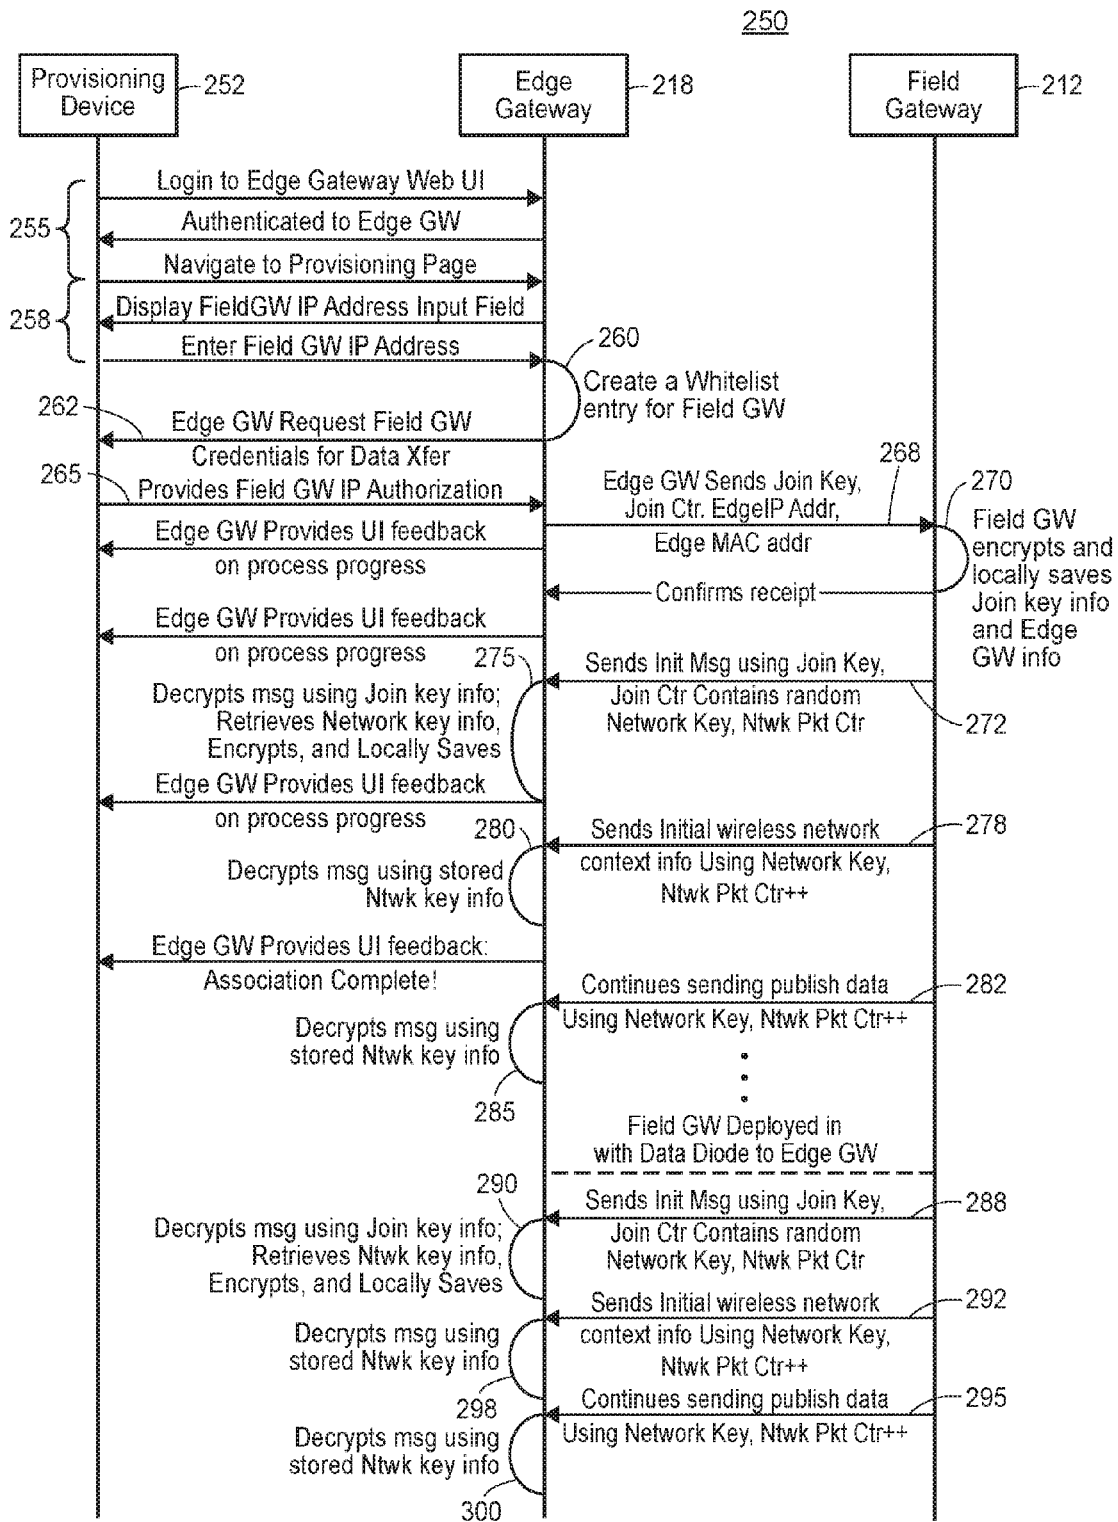 250
Provisioning
Device
252
Edge
Gateway
218
Field
Gateway
212
Login to Edge Gateway Web UI
255
Authenticated to Edge GW
Navigate to Provisioning Page
258
Display FieldGW IP Address Input Field
Enter Field GW IP Address
260
Create a Whitelist
entry for Field GW
262
Edge GW Request Field GW
Credentials for Data Xfer
265
Provides Field GW IP Authorization
Edge GW Sends Join Key,
Join Ctr. EdgeIP Addr,
Edge MAC addr
268
270
Field GW
encrypts and
locally saves
Join key info
and Edge
GW info
Edge GW Provides UI feedback
on process progress
Confirms receipt
Edge GW Provides UI feedback
on process progress
275
Sends Init Msg using Join Key,
Join Ctr Contains random
Network Key, Ntwk Pkt Ctr
272
Decrypts msg using Join key info;
Retrieves Network key info,
Encrypts, and Locally Saves
Edge GW Provides UI feedback
on process progress
280
Sends Initial wireless network
context info Using Network Key,
Ntwk Pkt Ctr++
278
Decrypts msg using stored
Ntwk key info
Edge GW Provides UI feedback:
Association Complete!
Continues sending publish data
Using Network Key, Ntwk Pkt Ctr++
282
Decrypts msg using
stored Ntwk key info
285
Field GW Deployed in
with Data Diode to Edge GW
290
Sends Init Msg using Join Key,
Join Ctr Contains random
Network Key, Ntwk Pkt Ctr
288
Decrypts msg using Join key info;
Retrieves Ntwk key info,
Encrypts, and Locally Saves
Sends Initial wireless network
context info Using Network Key,
Ntwk Pkt Ctr++
292
Decrypts msg using
stored Ntwk key info
298
Continues sending publish data
Using Network Key, Ntwk Pkt Ctr++
295
Decrypts msg using
stored Ntwk key info
300